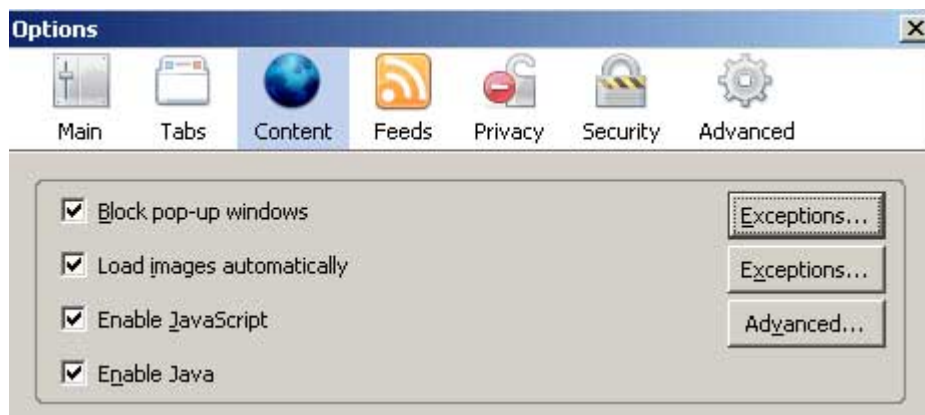 Options
Main Tabs Content Feeds Privacy Security Advanced
Block pop-up windows Exceptions...
Load images automatically Exceptions...
Enable JavaScript Advanced...
Enable Java